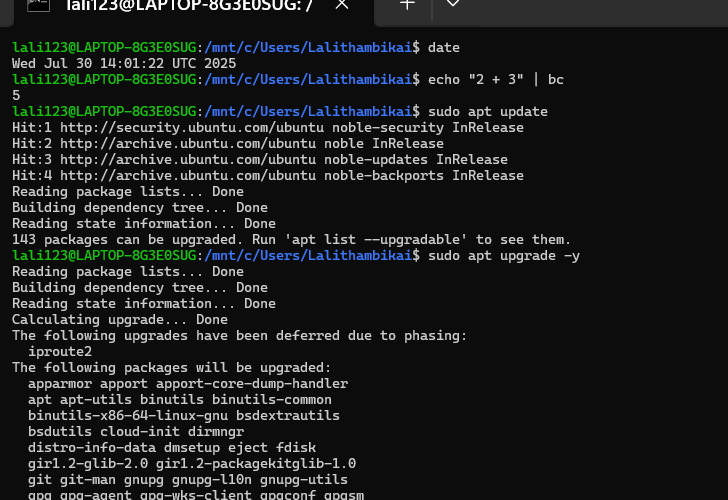 lali123@LAPTOP-8G3E0SUG: /
lali123@LAPTOP-8G3E0SUG:/mnt/c/Users/Lalithambikai$ date
Wed Jul 30 14:01:22 UTC 2025
lali123@LAPTOP-8G3E0SUG:/mnt/c/Users/Lalithambikai$ echo "2 + 3" | bc
5
lali123@LAPTOP-8G3E0SUG:/mnt/c/Users/Lalithambikai$ sudo apt update
Hit:1 http://security.ubuntu.com/ubuntu noble-security InRelease
Hit:2 http://archive.ubuntu.com/ubuntu noble InRelease
Hit:3 http://archive.ubuntu.com/ubuntu noble-updates InRelease
Hit:4 http://archive.ubuntu.com/ubuntu noble-backports InRelease
Reading package lists... Done
Building dependency tree... Done
Reading state information... Done
143 packages can be upgraded. Run 'apt list --upgradable' to see them.
lali123@LAPTOP-8G3E0SUG:/mnt/c/Users/Lalithambikai$ sudo apt upgrade -y
Reading package lists... Done
Building dependency tree... Done
Reading state information... Done
Calculating upgrade... Done
The following upgrades have been deferred due to phasing:
  iproute2
The following packages will be upgraded:
  apparmor apport apport-core-dump-handler
  apt apt-utils binutils binutils-common
  binutils-x86-64-linux-gnu bsdextrautils
  bsdutils cloud-init dirmngr
  distro-info-data dmsetup eject fdisk
  gir1.2-glib-2.0 gir1.2-packagekitglib-1.0
  git git-man gnupg gnupg-l10n gnupg-utils
  gpg gpg-agent gpg-wks-client gpgconf gpgsm